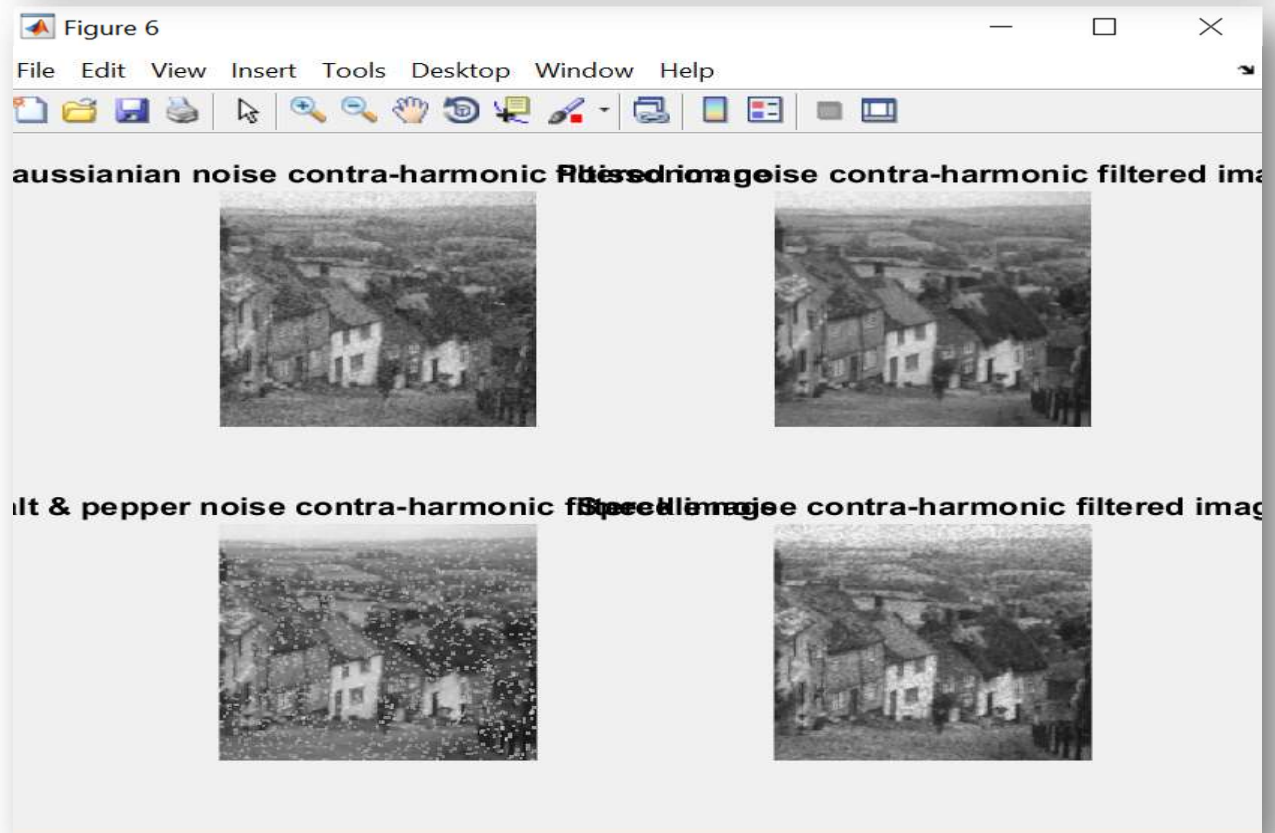 Figure 6
File Edit View Insert Tools Desktop Window Help
aussianian noise contra-harmonic filtered image
Poisson noise contra-harmonic filtered ima
alt & pepper noise contra-harmonic filtered image
Speckle noise contra-harmonic filtered imag